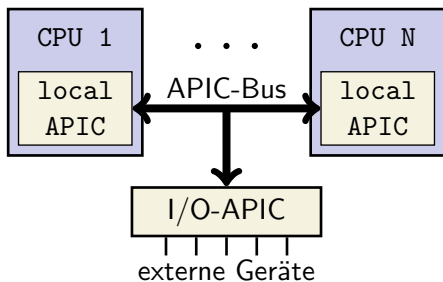 CPU 1
. . .
CPU N
local
APIC
APIC-Bus
local
APIC
I/O-APIC
externe Geräte